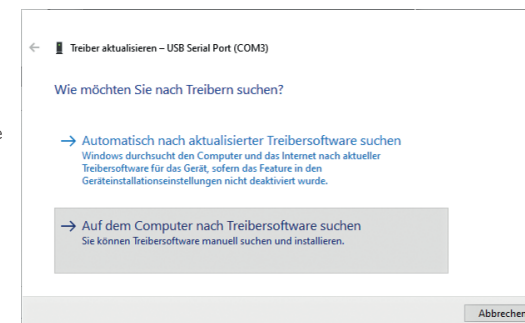 ← Treiber aktualisieren – USB Serial Port (COM3)
Wie möchten Sie nach Treibern suchen?
e
→ Automatisch nach aktualisierter Treibersoftware suchen
Windows durchsucht den Computer und das Internet nach aktueller
Treibersoftware für das Gerät, sofern das Feature in den
Geräteinstallationseinstellungen nicht deaktiviert wurde.
→ Auf dem Computer nach Treibersoftware suchen
Sie können Treibersoftware manuell suchen und installieren.
Abbrechen